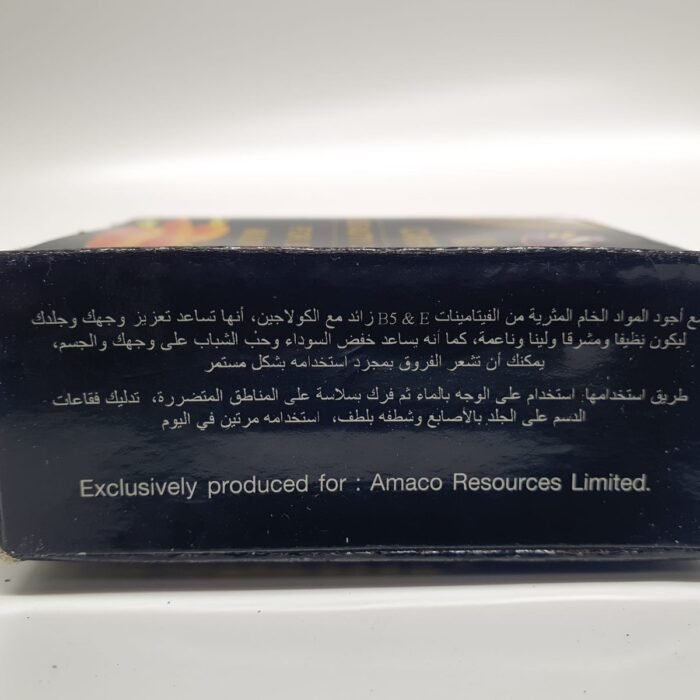 مع أجود المواد الخام المثرية من الفيتامينات B5 & E زائد مع الكولاجين، أنها تساعد تعزيز وجهك وجلدك
ليكون نظيفا ومشرقا ولينا وناعمة، كما أنه يساعد خفض السوداء وحب الشباب على وجهك والجسم،
يمكنك أن تشعر الفروق بمجرد استخدامه بشكل مستمر
طريق استخدامها: استخدام على الوجه بالماء ثم فرك بسلاسة على المناطق المتضررة، تدليك فقاعات
الدسم على الجلد بالأصابع وشطفه بلطف، استخدامه مرتين في اليوم
Exclusively produced for : Amaco Resources Limited.